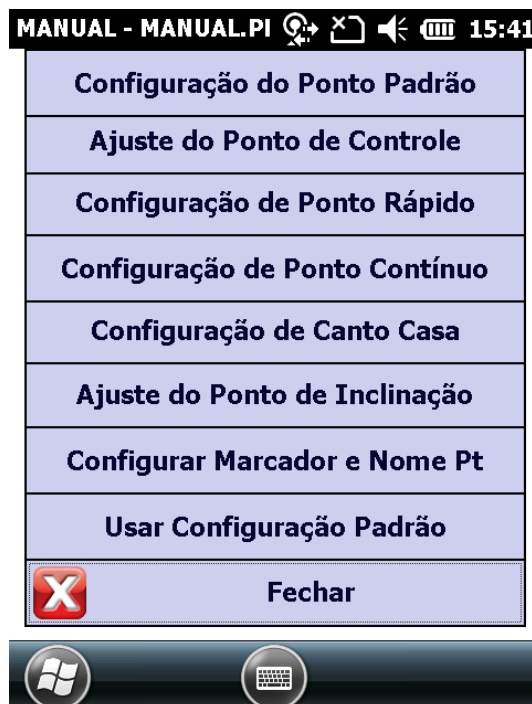 MANUAL - MANUAL.PI 15:41
Configuração do Ponto Padrão
Ajuste do Ponto de Controle
Configuração de Ponto Rápido
Configuração de Ponto Contínuo
Configuração de Canto Casa
Ajuste do Ponto de Inclinação
Configurar Marcador e Nome Pt
Usar Configuração Padrão
Fechar